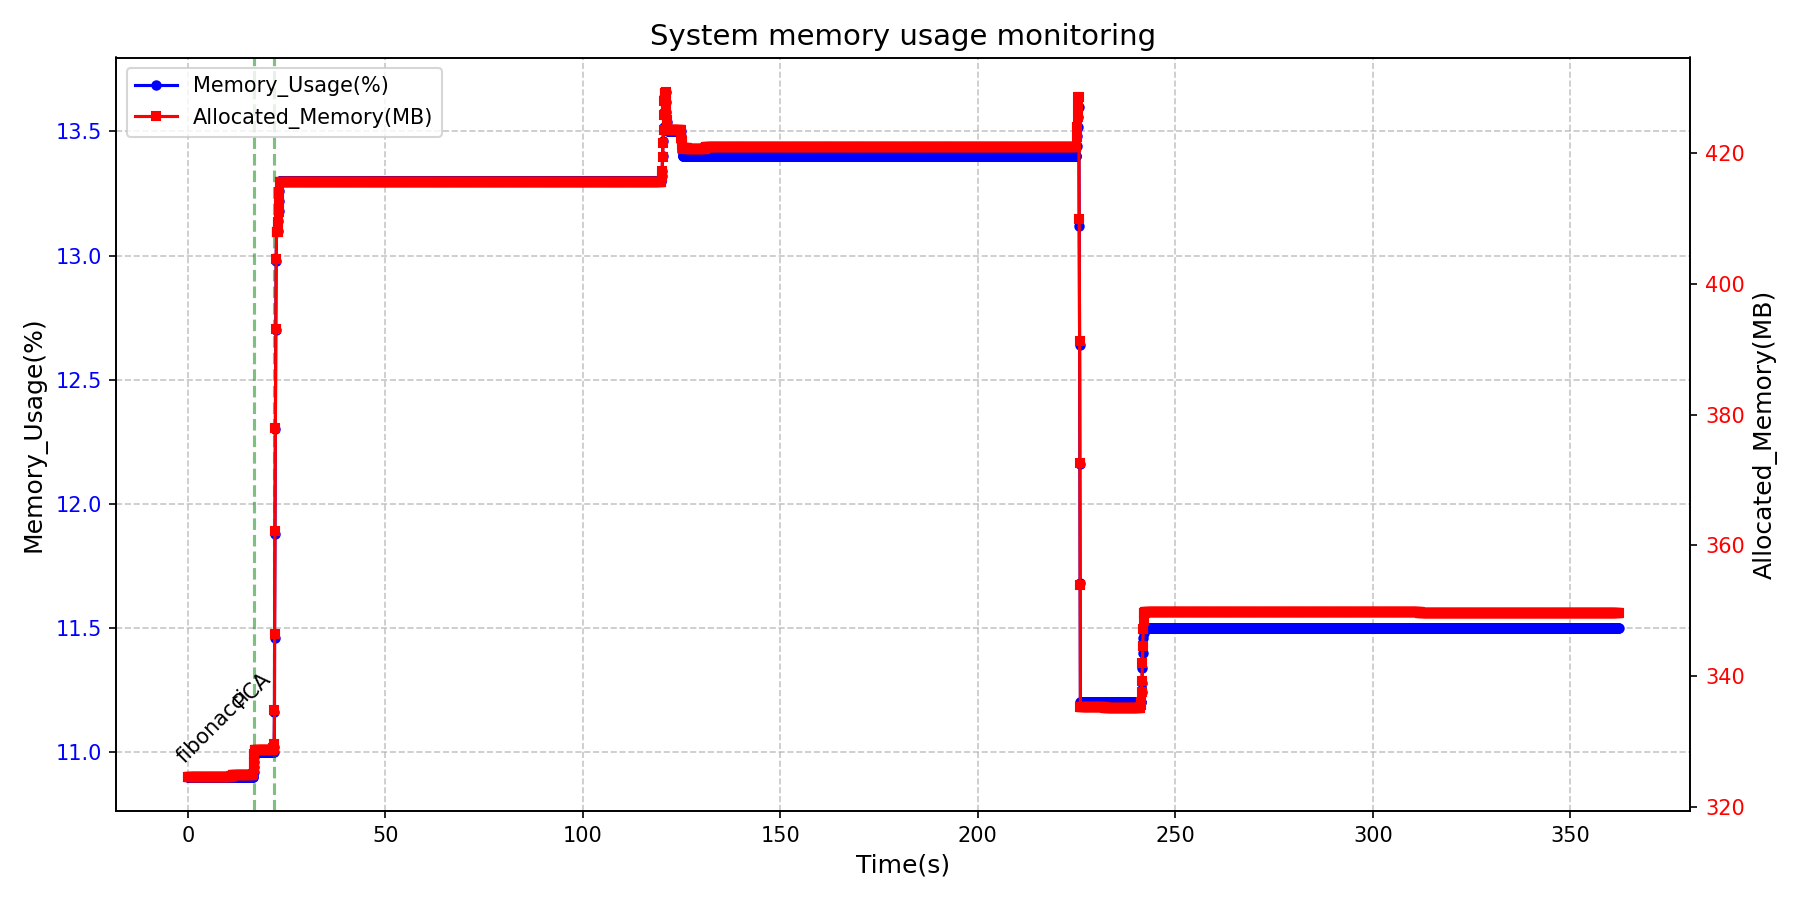 System memory usage monitoring
Memory_Usage(%)
Allocated_Memory(MB)
13.5
13.0
12.5
12.0
11.5
11.0
Memory_Usage(%)
420
400
380
360
340
320
Allocated_Memory(MB)
fibonacci
PCA
0 50 100 150 200 250 300 350
Time(s)